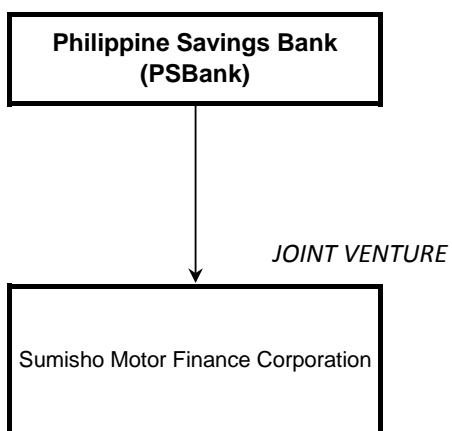 Philippine Savings Bank
(PSBank)
JOINT VENTURE
Sumisho Motor Finance Corporation